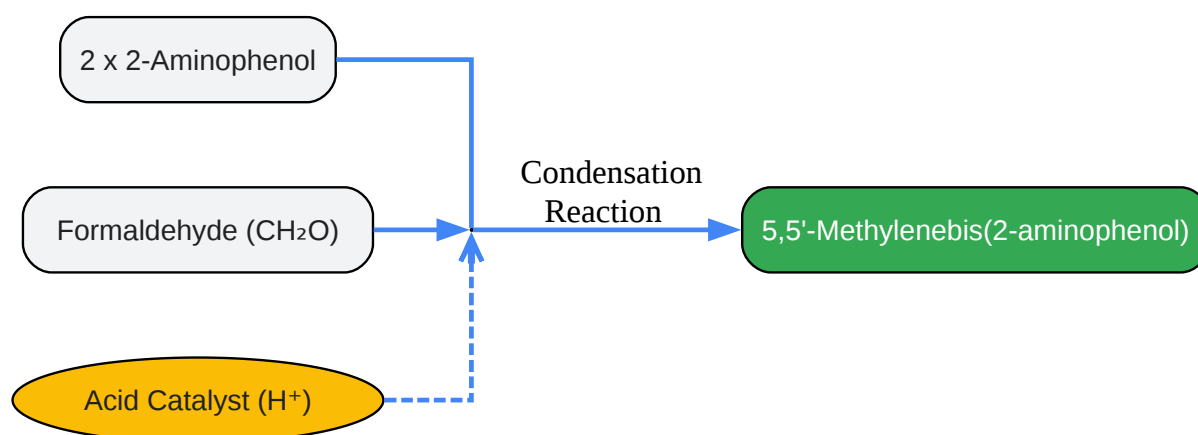 2 x 2-Aminophenol
Condensation
Reaction
Formaldehyde (CH₂O)
5,5'-Methylenebis(2-aminophenol)
Acid Catalyst (H⁺)